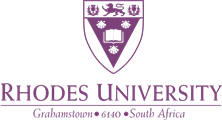 RHODES UNIVERSITY
Grahamstown • 6140 • South Africa